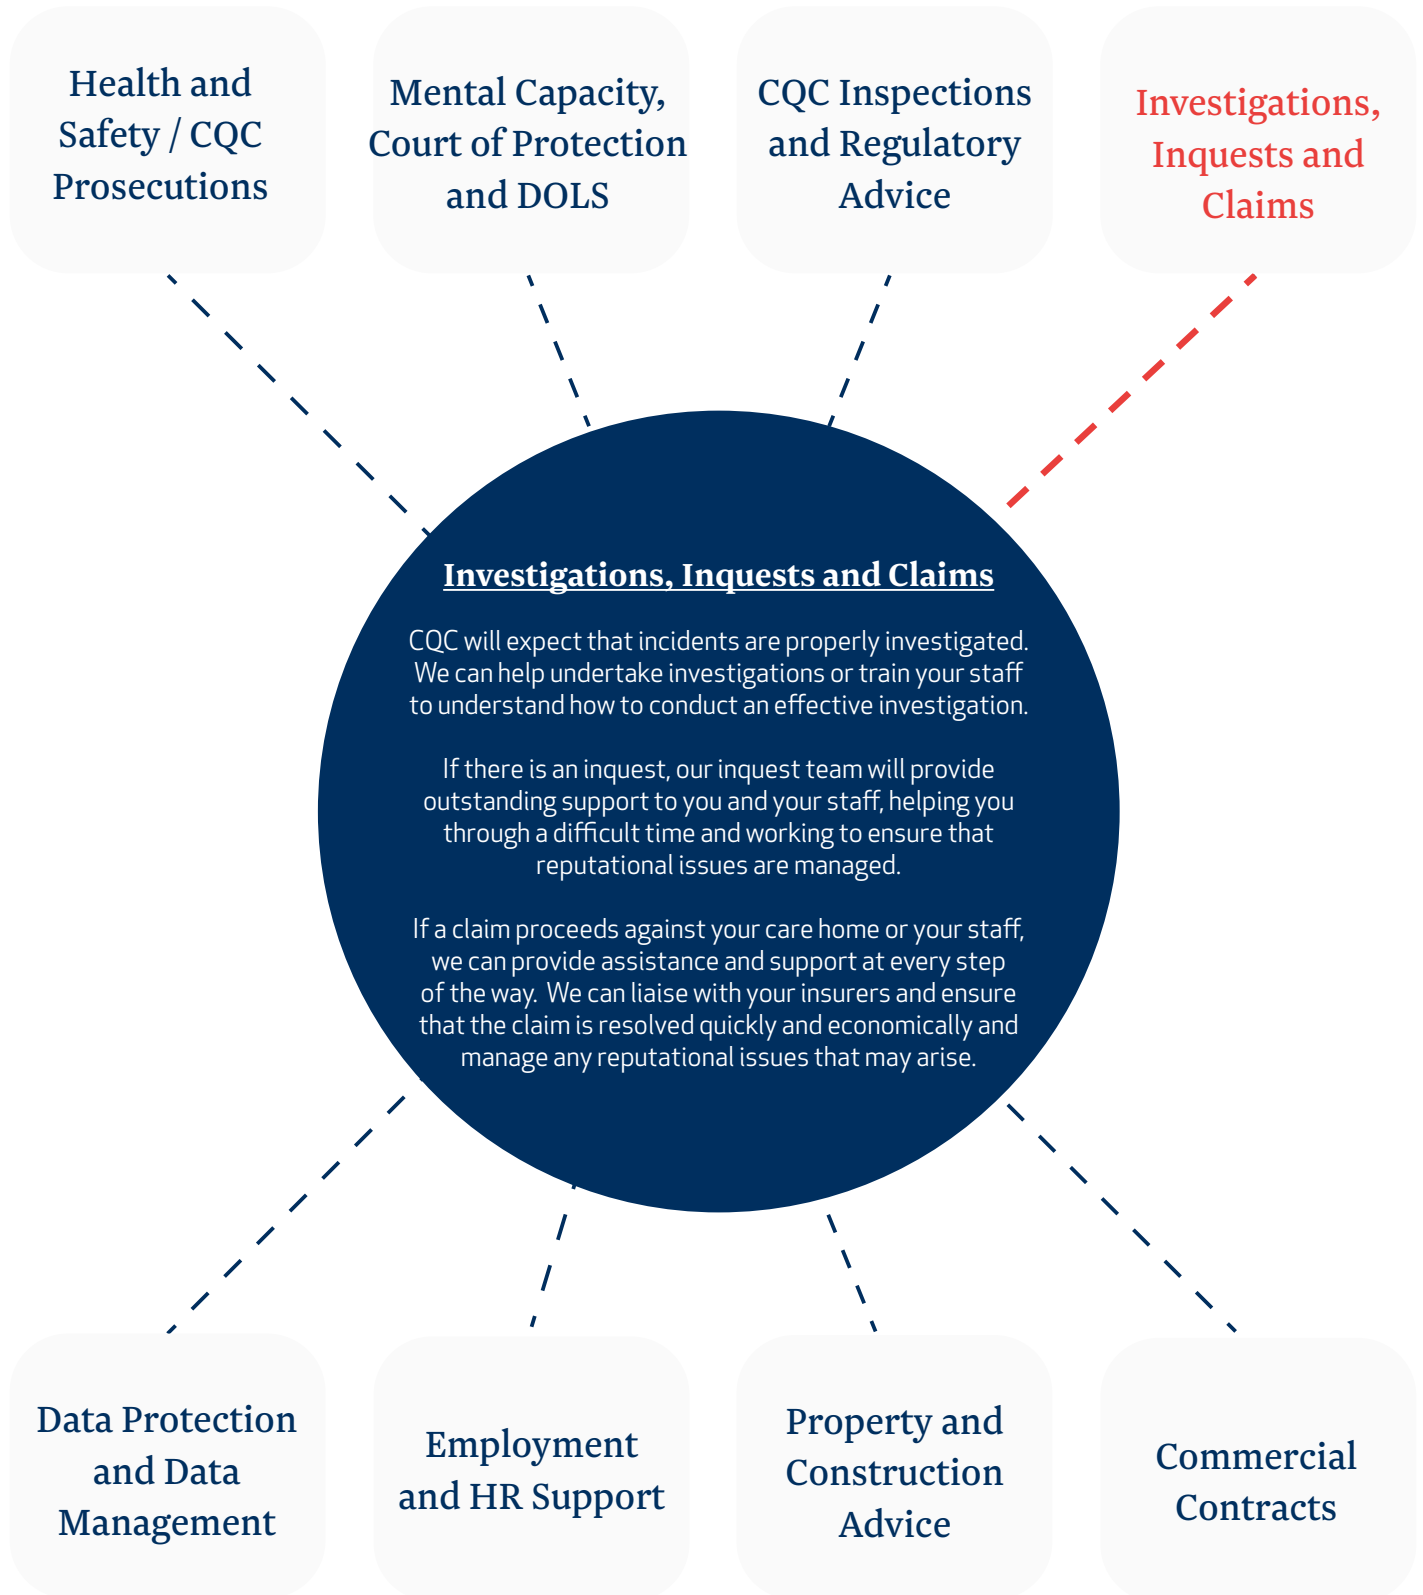 Health and
Safety / CQC
Prosecutions
Mental Capacity,
Court of Protection
and DOLS
CQC Inspections
and Regulatory
Advice
Investigations,
Inquests and
Claims
Investigations, Inquests and Claims
CQC will expect that incidents are properly investigated.
We can help undertake investigations or train your staff
to understand how to conduct an effective investigation.
If there is an inquest, our inquest team will provide
outstanding support to you and your staff, helping you
through a difficult time and working to ensure that
reputational issues are managed.
If a claim proceeds against your care home or your staff,
we can provide assistance and support at every step
of the way.  We can liaise with your insurers and ensure
that the claim is resolved quickly and economically and
manage any reputational issues that may arise.
Data Protection
and Data
Management
Employment
and HR Support
Property and
Construction
Advice
Commercial
Contracts